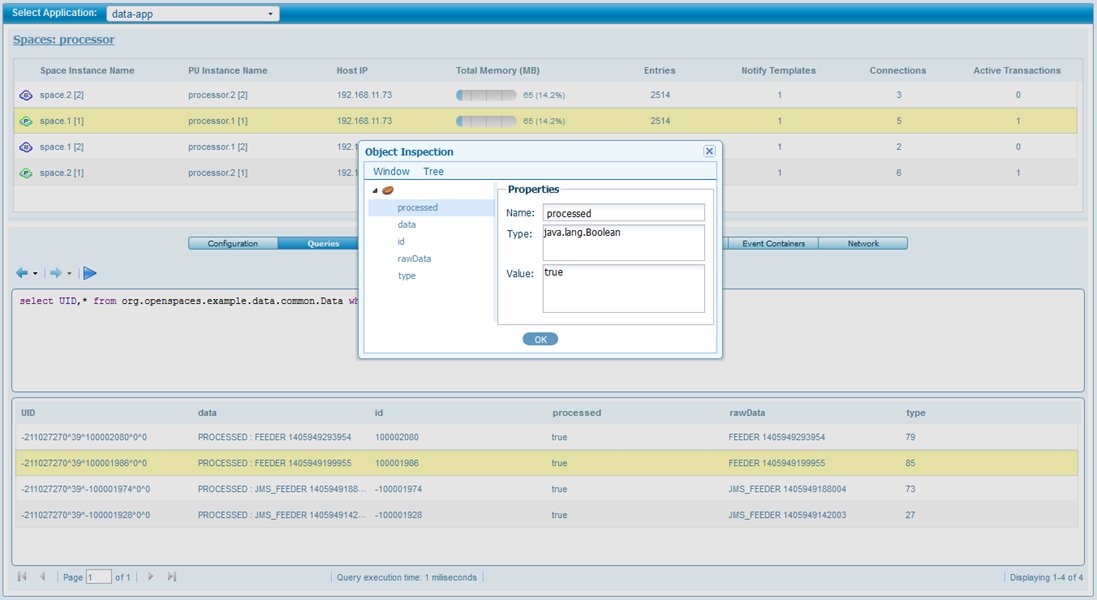 Select Application: data-app
Spaces: processor
Space Instance Name PU Instance Name Host IP Total Memory (MB) Entries Notify Templates Connections Active Transactions
space.2 [2] processor.2 [2] 192.168.11.73 65 (14.2%) 2514 1 3 0
space.1 [1] processor.1 [1] 192.168.11.73 65 (14.2%) 2514 1 5 1
space.1 [2] processor.1 [2] 1 2 0
space.2 [1] processor.2 [1] 1 6 1
Object Inspection
Window Tree
processed
data
id
rawData
type
Properties
Name: processed
Type: java.lang.Boolean
Value: true
OK
Configuration Queries Event Containers Network
select UID,* from org.openspaces.example.data.common.Data
UID data id processed rawData type
-211027270^39^100002080^0^0 PROCESSED : FEEDER 1405949293954 100002080 true FEEDER 1405949293954 79
-211027270^39^100001986^0^0 PROCESSED : FEEDER 1405949199955 100001986 true FEEDER 1405949199955 85
-211027270^39^-100001974^0^0 PROCESSED : JMS_FEEDER 1405949188... -100001974 true JMS_FEEDER 1405949188004 73
-211027270^39^-100001928^0^0 PROCESSED : JMS_FEEDER 1405949142... -100001928 true JMS_FEEDER 1405949142003 27
Page 1 of 1 Query execution time: 1 miliseconds Displaying 1-4 of 4